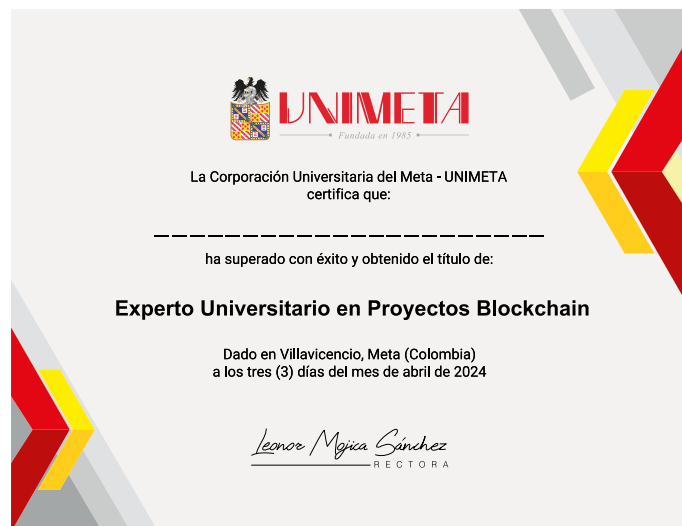 UNIMETA
Fundada en 1985
La Corporación Universitaria del Meta - UNIMETA
certifica que:
ha superado con éxito y obtenido el título de:
Experto Universitario en Proyectos Blockchain
Dado en Villavicencio, Meta (Colombia)
a los tres (3) días del mes de abril de 2024
Leonor Mojica Sánchez
RECTORA